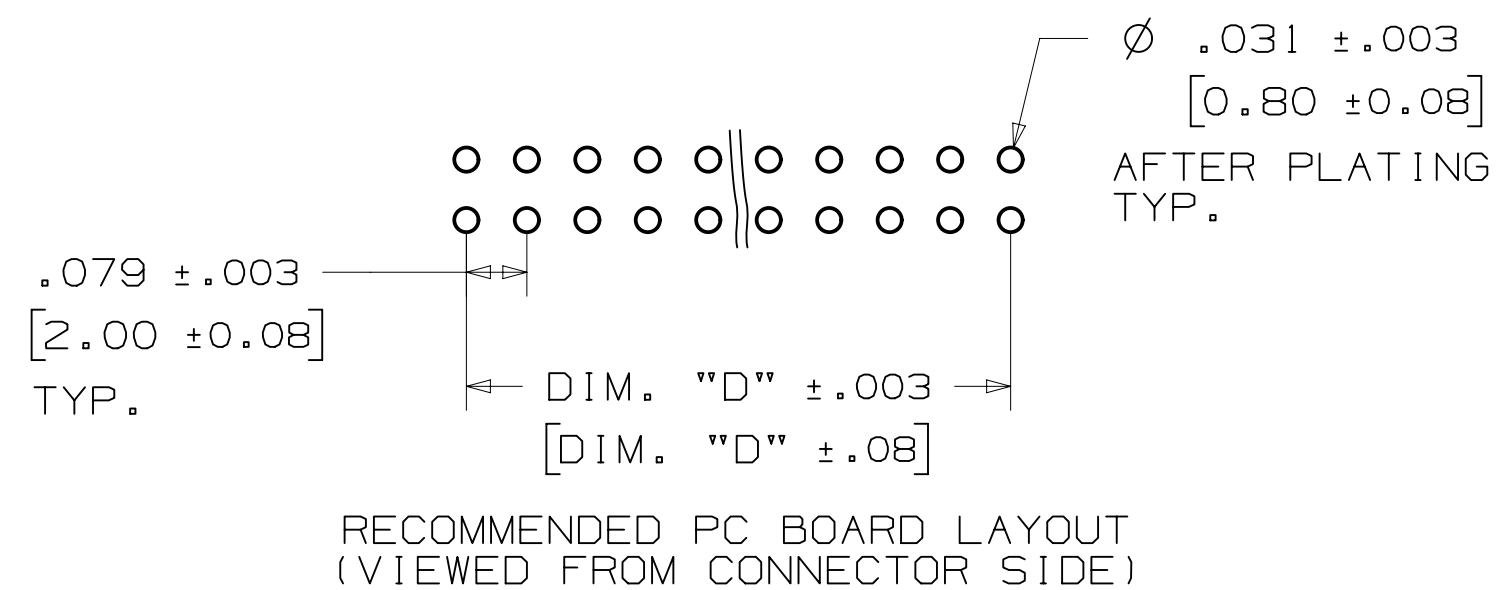 Ø .031 ±.003
[0.80 ±0.08]
AFTER PLATING
TYP.
.079 ±.003
[2.00 ±0.08]
TYP.
DIM. "D" ±.003
[DIM. "D" ±.08]
RECOMMENDED PC BOARD LAYOUT
(VIEWED FROM CONNECTOR SIDE)